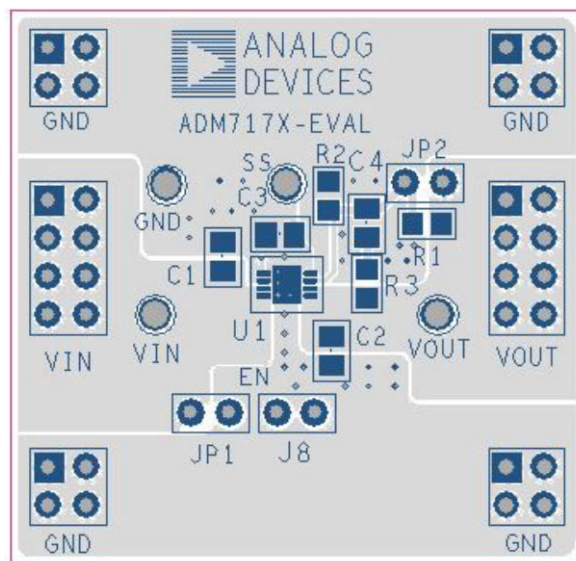 ANALOG
DEVICES
GND
GND
ADM717X-EVAL
SS
R2
C4
JP2
C3
GND
R1
C1
R3
U1
C2
VIN
VIN
VOUT
VOUT
EN
JP1
J8
GND
GND